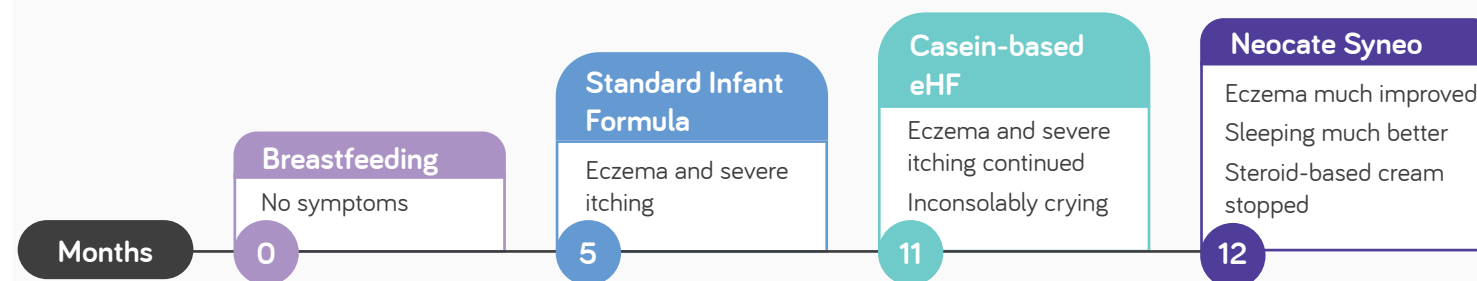 Breastfeeding
No symptoms
Standard Infant
Formula
Eczema and severe
itching
Casein-based
eHF
Eczema and severe
itching continued
Inconsolably crying
Neocate Syneo
Eczema much improved
Sleeping much better
Steroid-based cream
stopped
Months
0
5
11
12